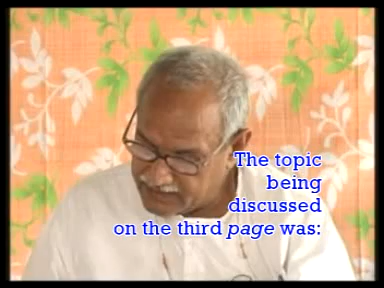 The topic
being
discussed
on the third page was: